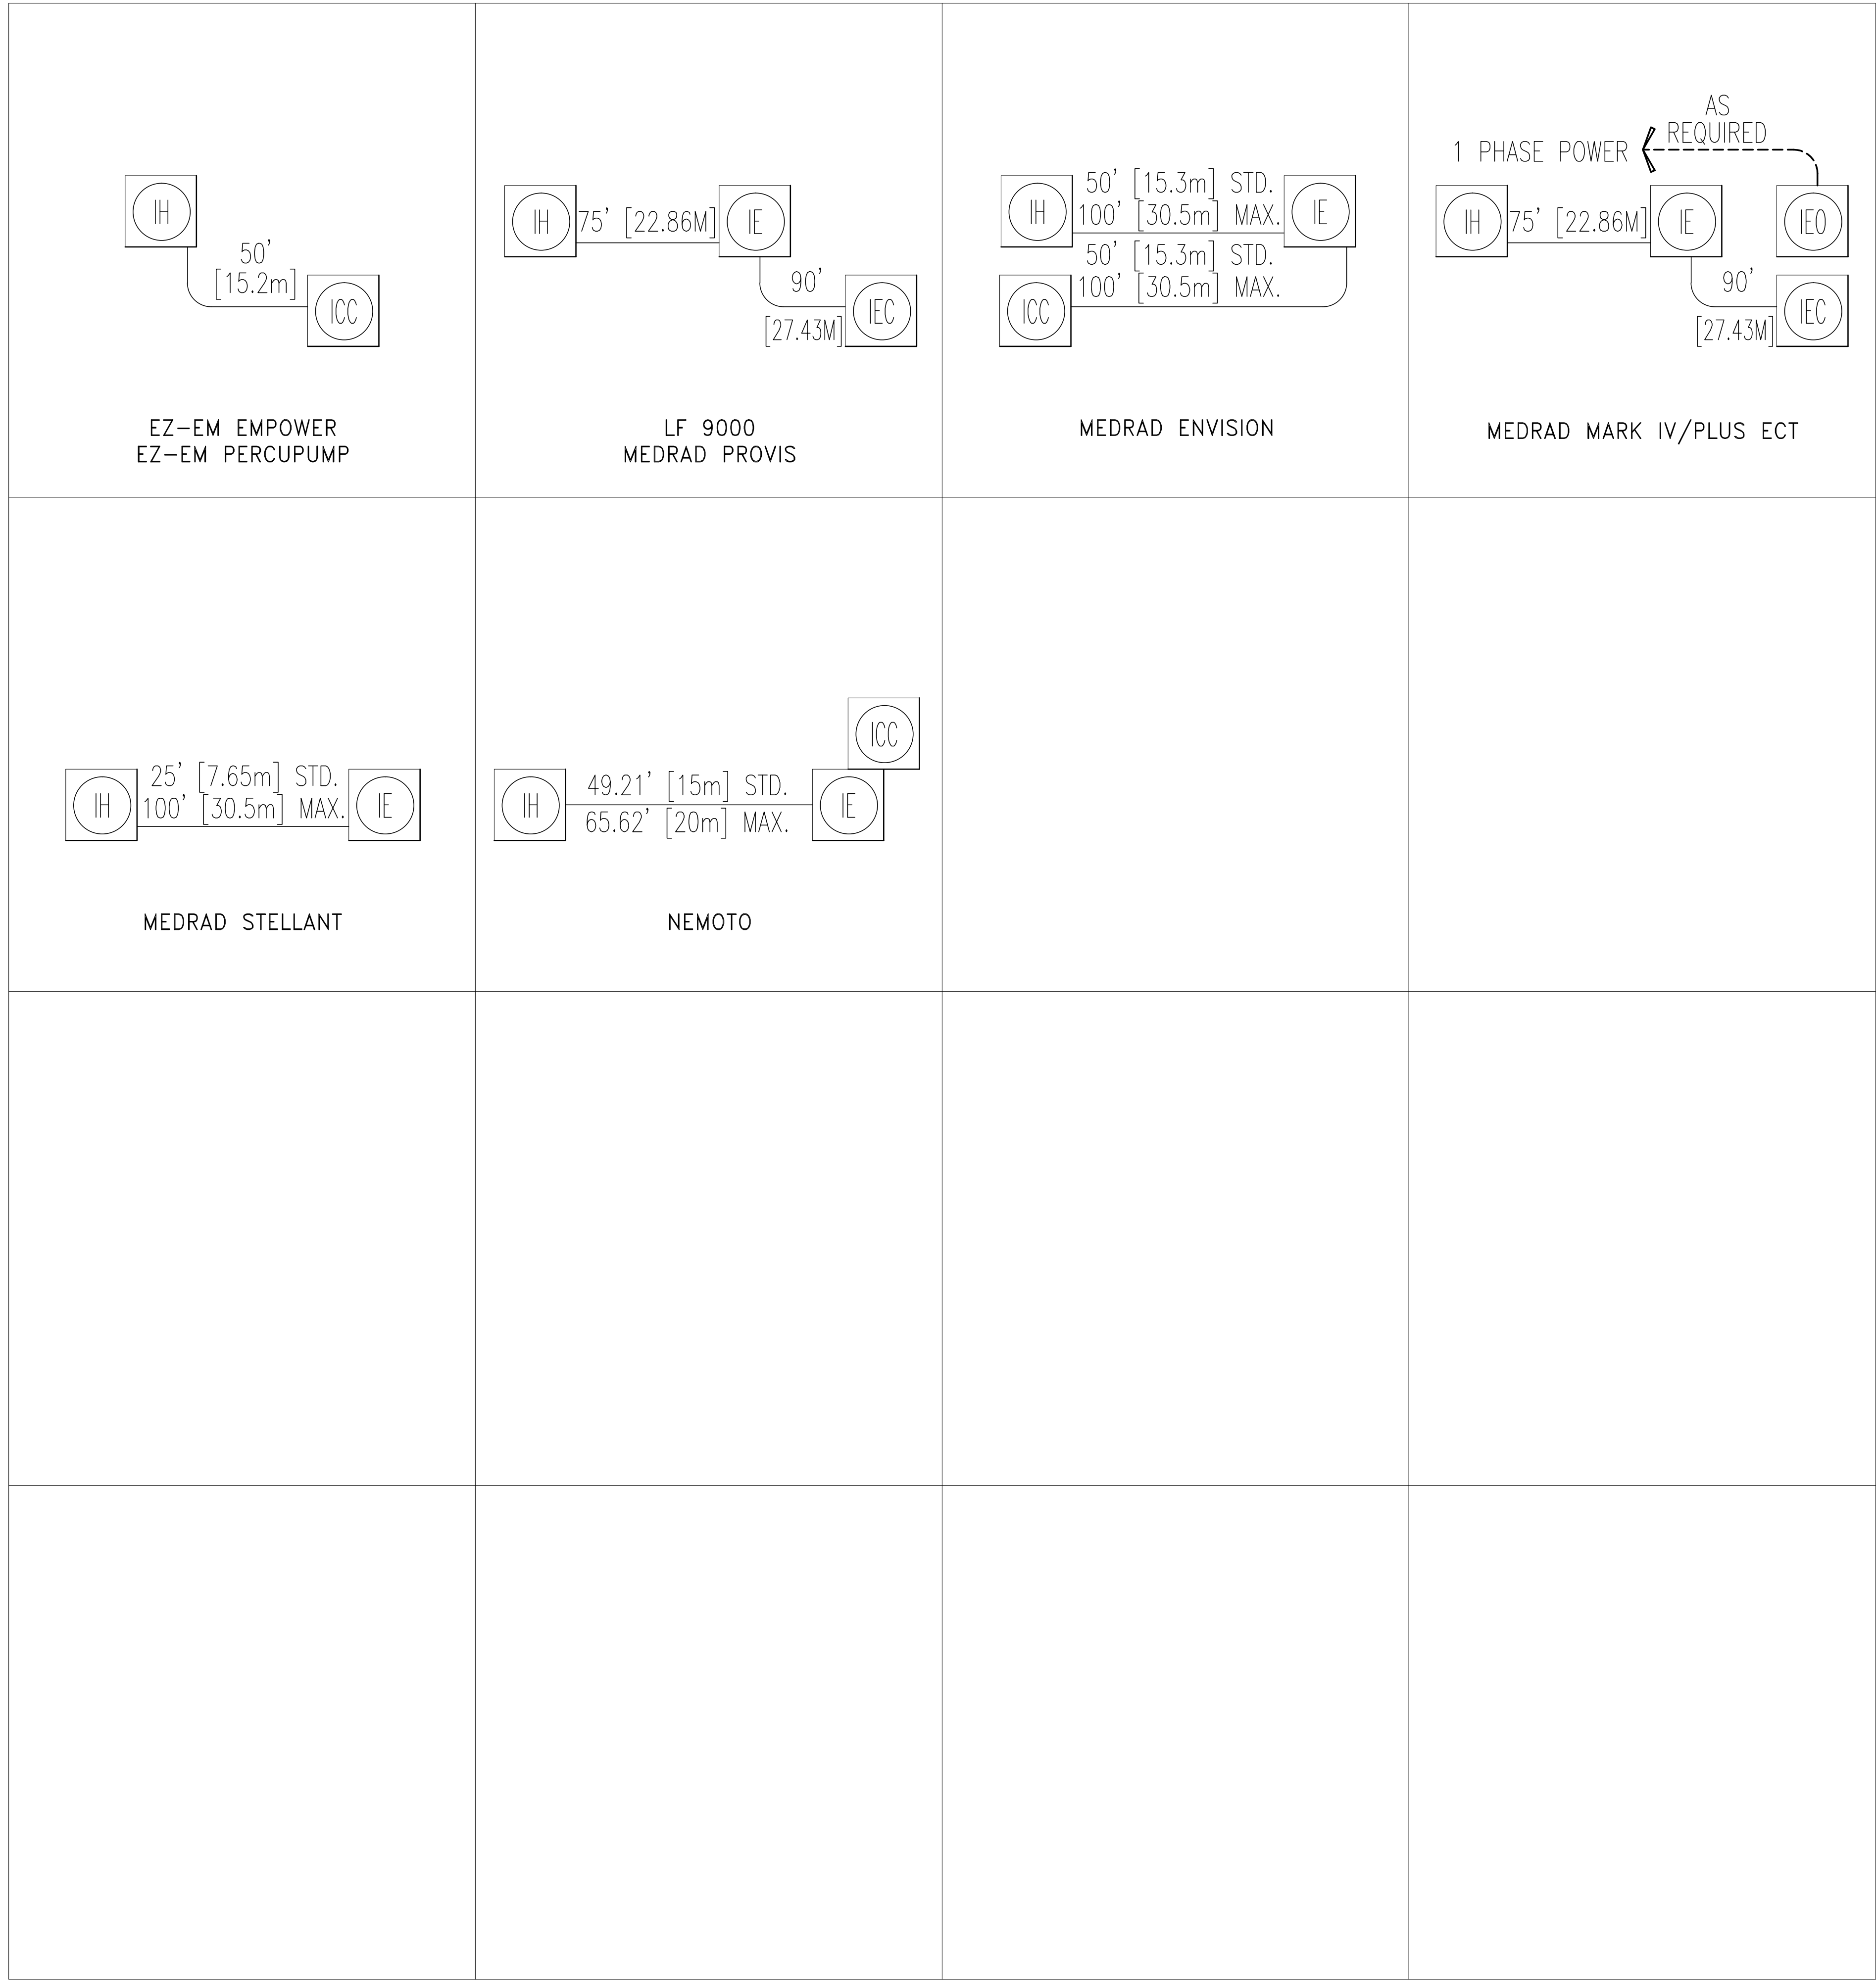 IH
50'
[15.2m]
ICC
EZ-EM EMPOWER
EZ-EM PERCUPUMP
IH
75' [22.86M]
IE
90'
[27.43M]
IEC
LF 9000
MEDRAD PROVIS
IH
50' [15.3m] STD.
100' [30.5m] MAX.
IE
50' [15.3m] STD.
100' [30.5m] MAX.
ICC
MEDRAD ENVISION
AS
REQUIRED
1 PHASE POWER
IH
75' [22.86M]
IE
IEO
90'
[27.43M]
IEC
MEDRAD MARK IV/PLUS ECT
IH
25' [7.65m] STD.
100' [30.5m] MAX.
IE
MEDRAD STELLANT
ICC
IH
49.21' [15m] STD.
65.62' [20m] MAX.
IE
NEMOTO